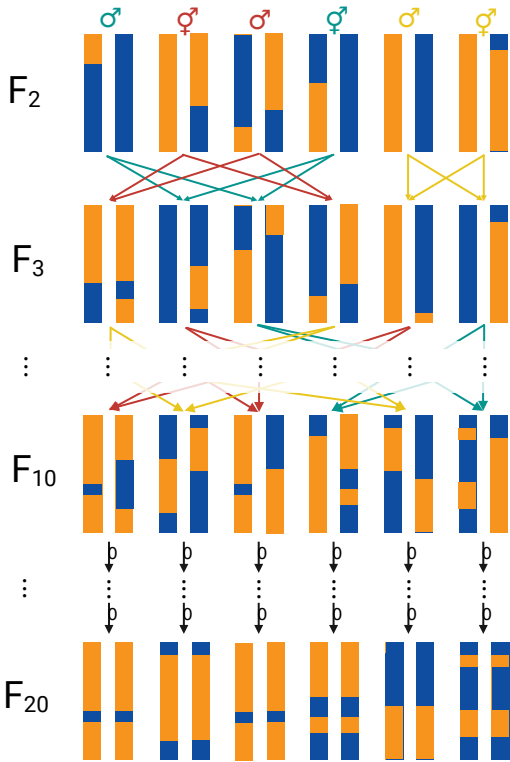 ♂ ⚥ ♂ ⚥ ♂ ⚥
F2
F3
⋮ ⋮ ⋮ ⋮ ⋮ ⋮ ⋮
F10
⋮ ⋮ ⋮ ⋮ ⋮ ⋮ ⋮
F20